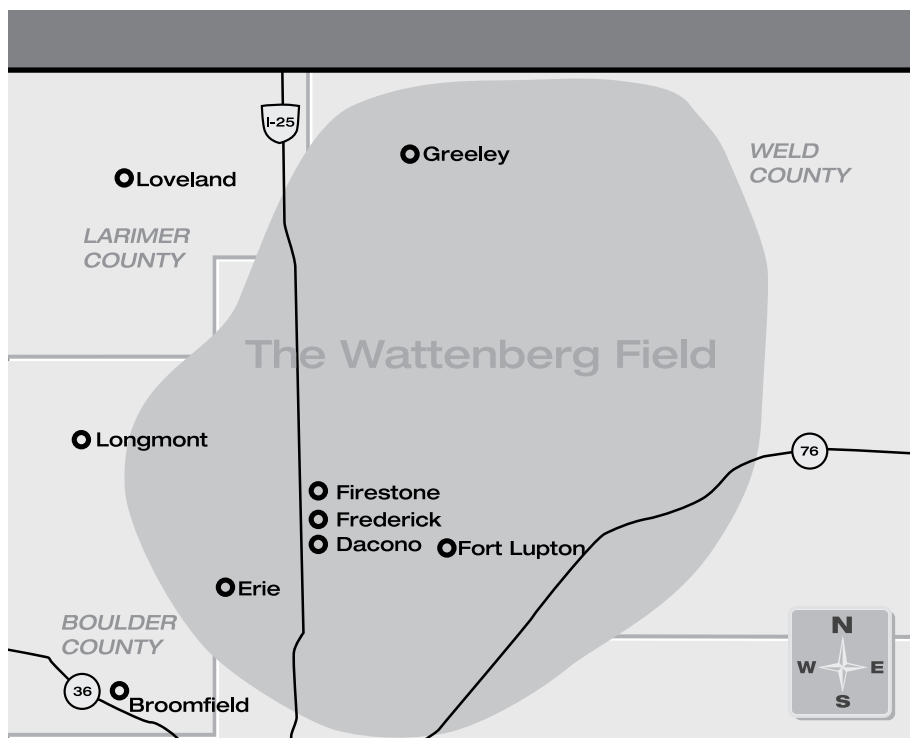 I-25
Greeley
WELD
COUNTY
Loveland
LARIMER
COUNTY
The Wattenberg Field
Longmont
76
Firestone
Frederick
Dacono
Fort Lupton
Erie
BOULDER
COUNTY
N
W E
S
36
Broomfield